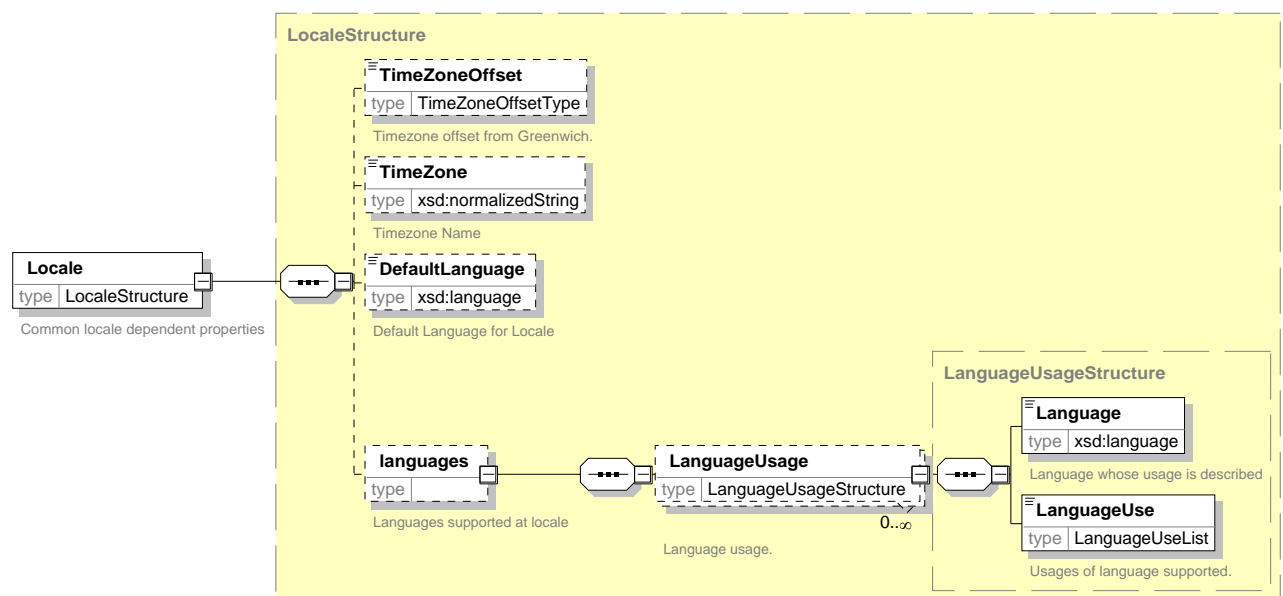 LocaleStructure
TimeZoneOffset
type TimeZoneOffsetType
Timezone offset from Greenwich.
TimeZone
type xsd:normalizedString
Timezone Name
Locale
type LocaleStructure
Common locale dependent properties
DefaultLanguage
type xsd:language
Default Language for Locale
languages
type
Languages supported at locale
LanguageUsage
type LanguageUsageStructure
0..∞
Language usage.
LanguageUsageStructure
Language
type xsd:language
Language whose usage is described
LanguageUse
type LanguageUseList
Usages of language supported.